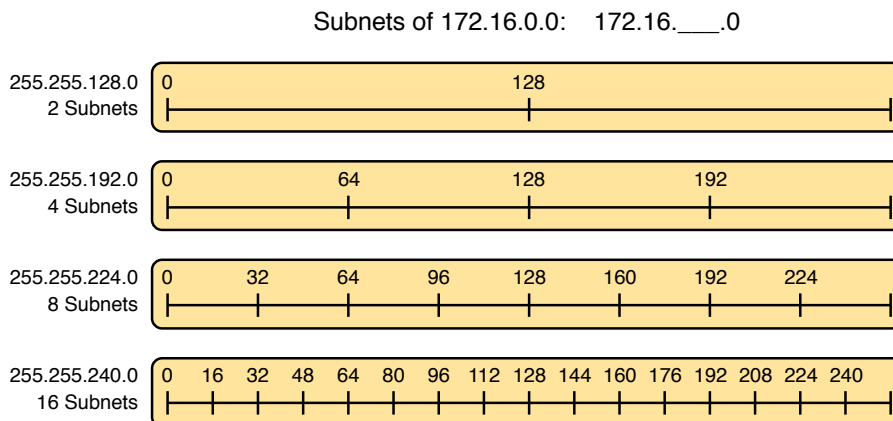 Subnets of 172.16.0.0: 172.16.___.0
255.255.128.0 0 128
2 Subnets
255.255.192.0 0 64 128 192
4 Subnets
255.255.224.0 0 32 64 96 128 160 192 224
8 Subnets
255.255.240.0 0 16 32 48 64 80 96 112 128 144 160 176 192 208 224 240
16 Subnets